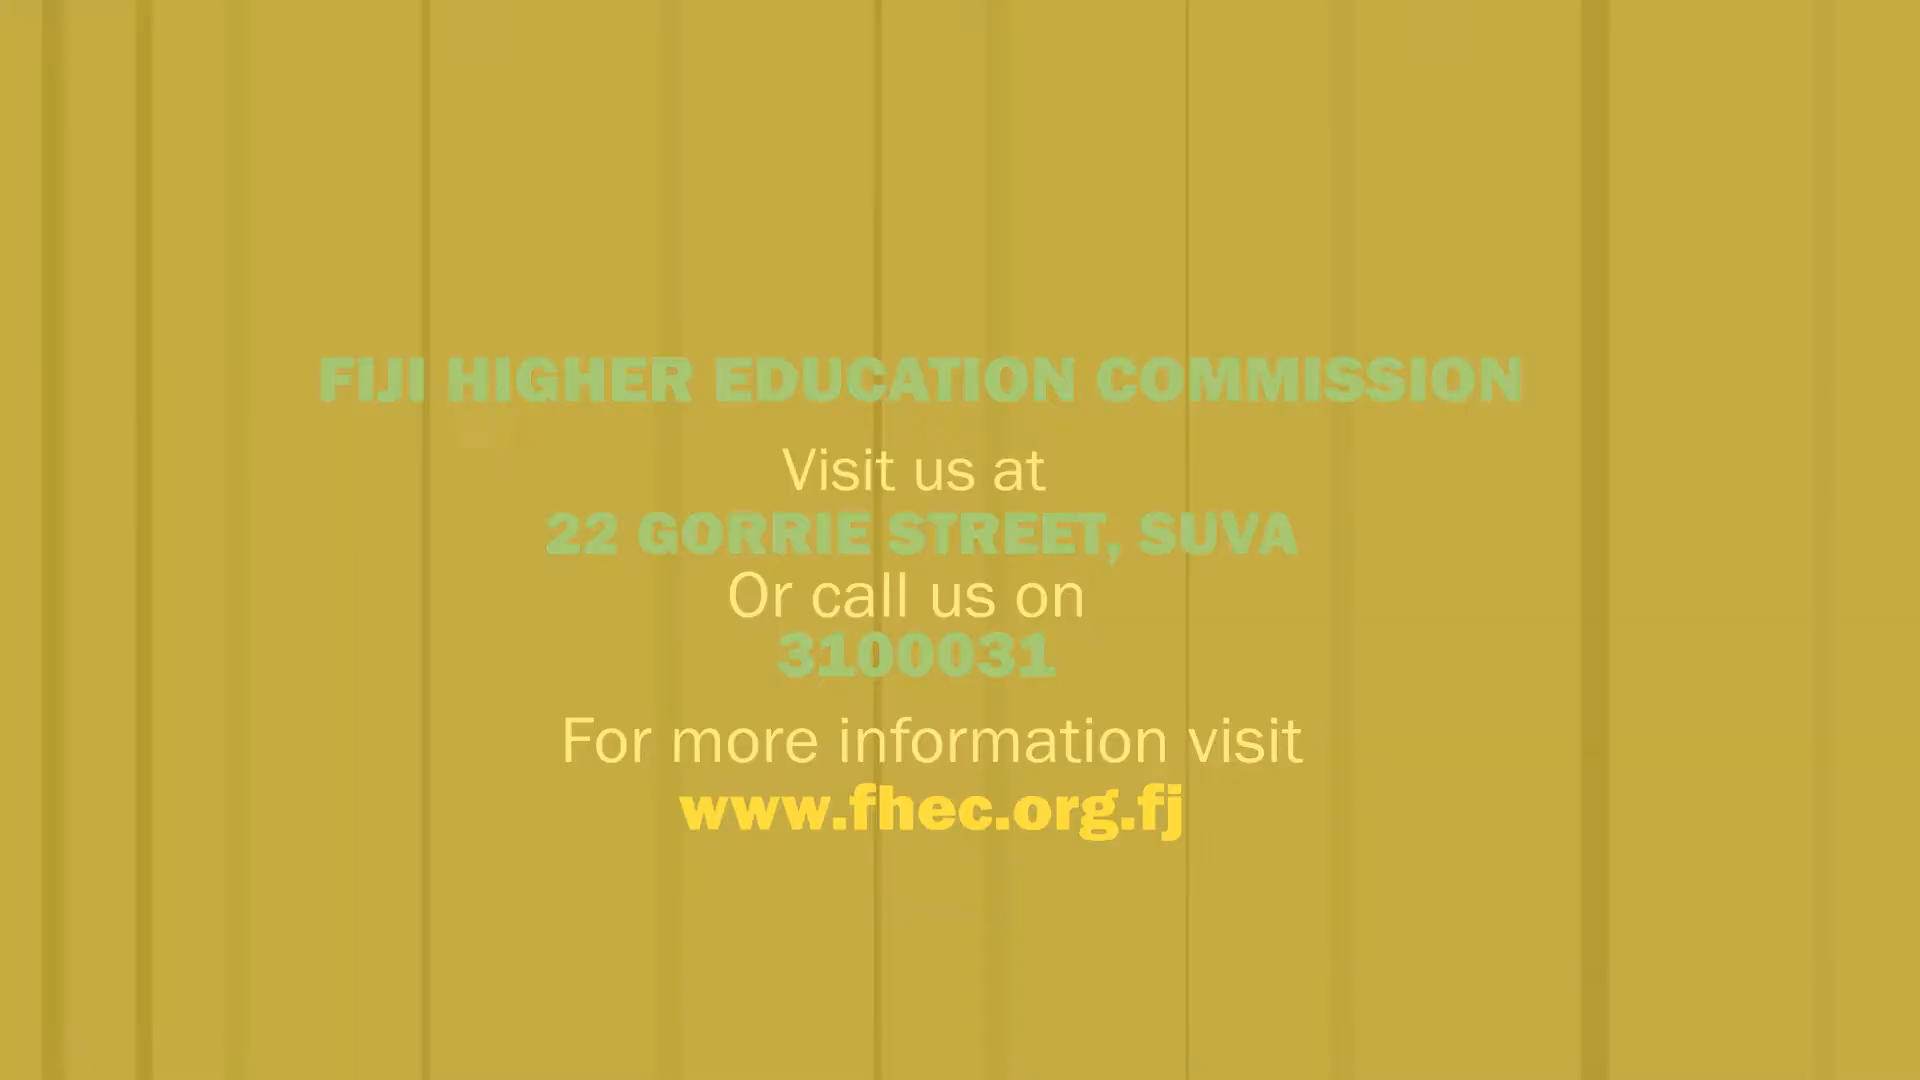 FIJI HIGHER EDUCATION COMMISSION
Visit us at
22 GORRIE STREET, SUVA
Or call us on
3100031
For more information visit
www.fhec.org.fj